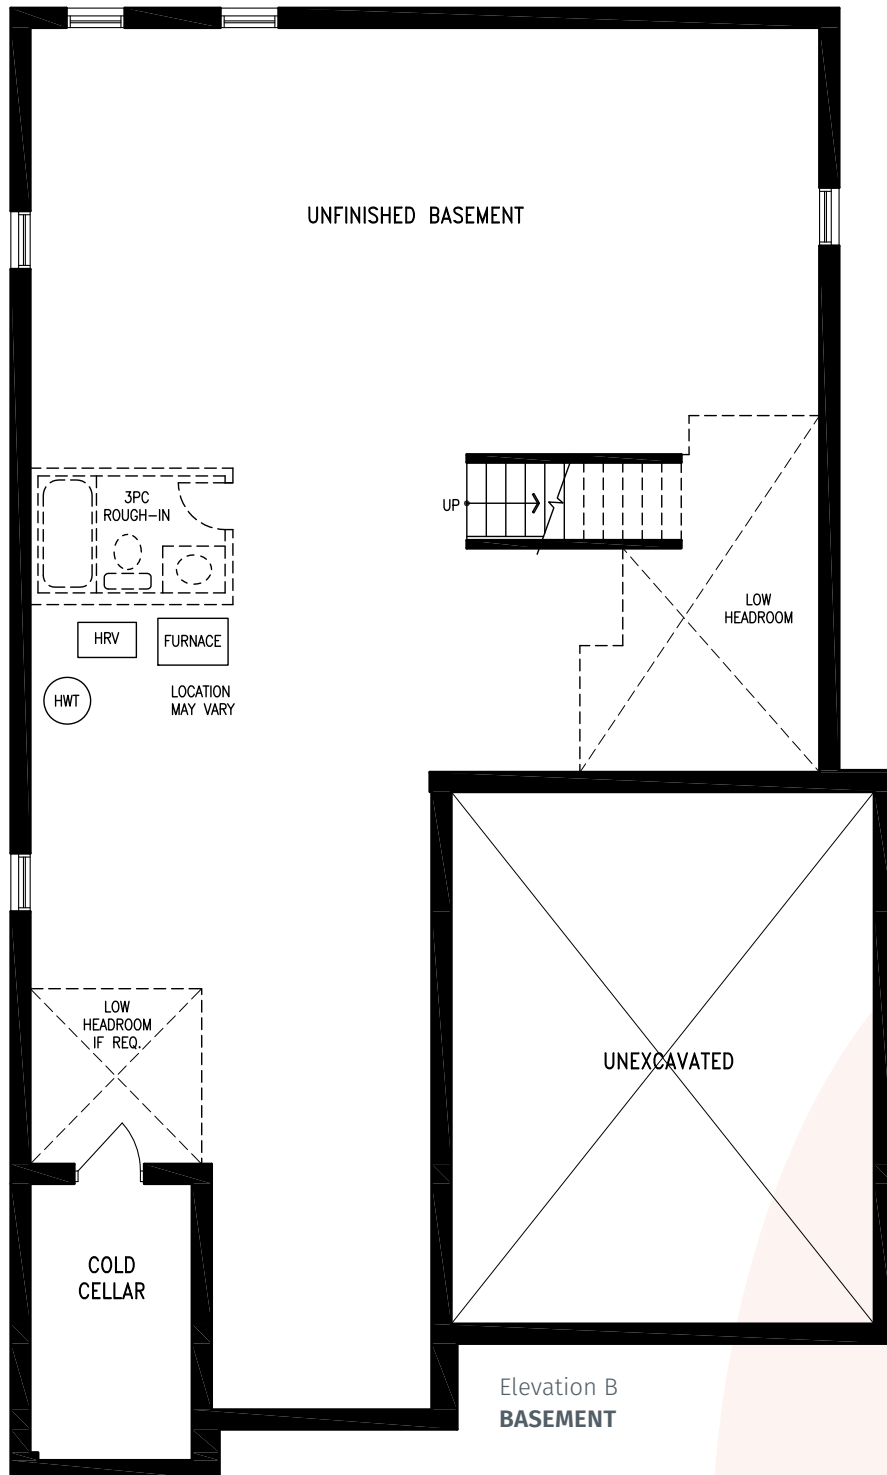 UNFINISHED BASEMENT
3PC
ROUGH-IN
UP
LOW
HEADROOM
HRV
FURNACE
HWT
LOCATION
MAY VARY
LOW
HEADROOM
IF REQ.
UNEXCAVATED
COLD
CELLAR
Elevation B
BASEMENT